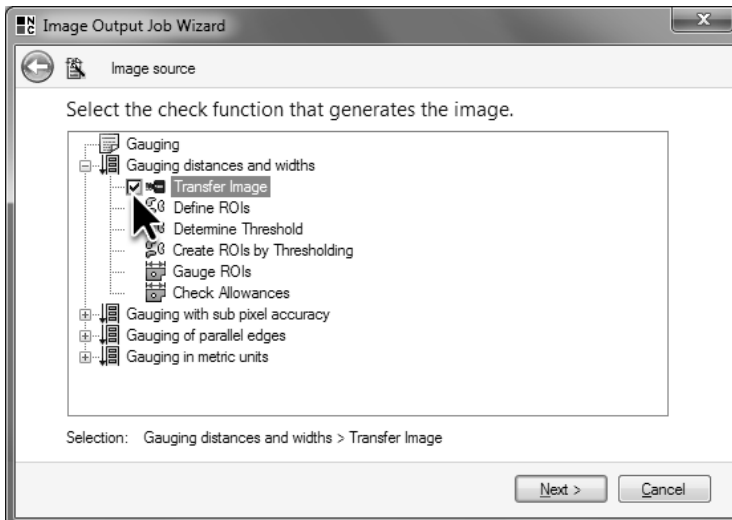 NC Image Output Job Wizard
Image source
Select the check function that generates the image.
Gauging
Gauging distances and widths
Transfer Image
Define ROIs
Determine Threshold
Create ROIs by Thresholding
Gauge ROIs
Check Allowances
Gauging with sub pixel accuracy
Gauging of parallel edges
Gauging in metric units
Selection: Gauging distances and widths > Transfer Image
Next > Cancel